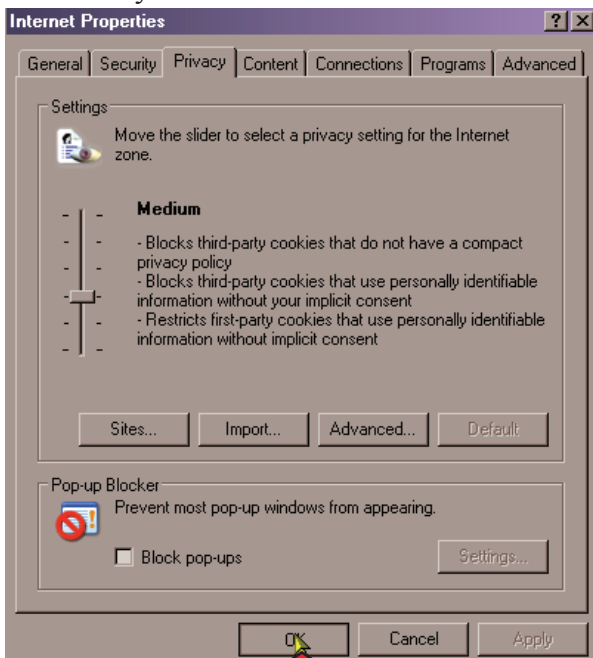 Internet Properties
General Security Privacy Content Connections Programs Advanced
Settings
Move the slider to select a privacy setting for the Internet
zone.
Medium
- Blocks third-party cookies that do not have a compact
privacy policy
- Blocks third-party cookies that use personally identifiable
information without your implicit consent
- Restricts first-party cookies that use personally identifiable
information without implicit consent
Sites... Import... Advanced... Default
Pop-up Blocker
Prevent most pop-up windows from appearing.
Block pop-ups Settings...
OK Cancel Apply